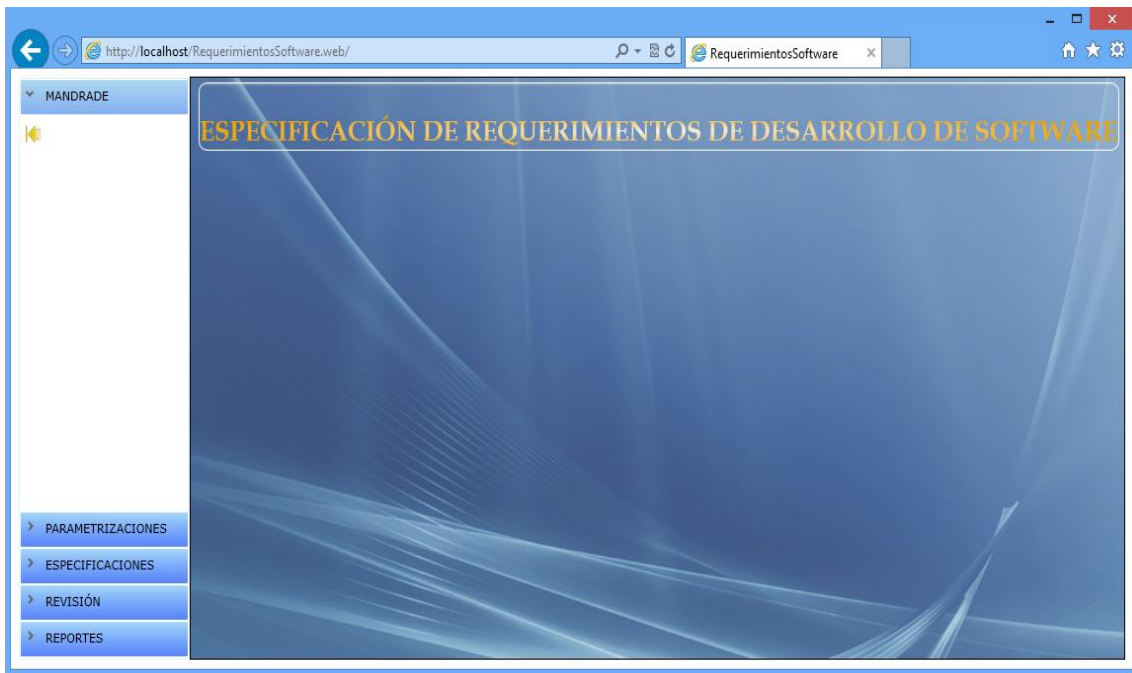 http://localhost/RequerimientosSoftware.web/
RequerimientosSoftware
MANDRADE
ESPECIFICACIÓN DE REQUERIMIENTOS DE DESARROLLO DE SOFTWARE
PARAMETRIZACIONES
ESPECIFICACIONES
REVISIÓN
REPORTES